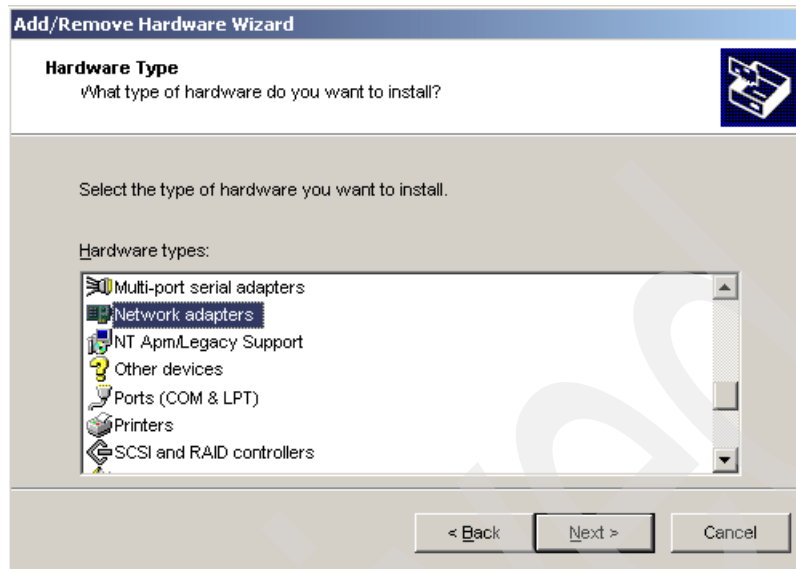 Add/Remove Hardware Wizard
Hardware Type
What type of hardware do you want to install?
Select the type of hardware you want to install.
Hardware types:
Multi-port serial adapters
Network adapters
NT Apm/Legacy Support
Other devices
Ports (COM & LPT)
Printers
SCSI and RAID controllers
< Back Next > Cancel